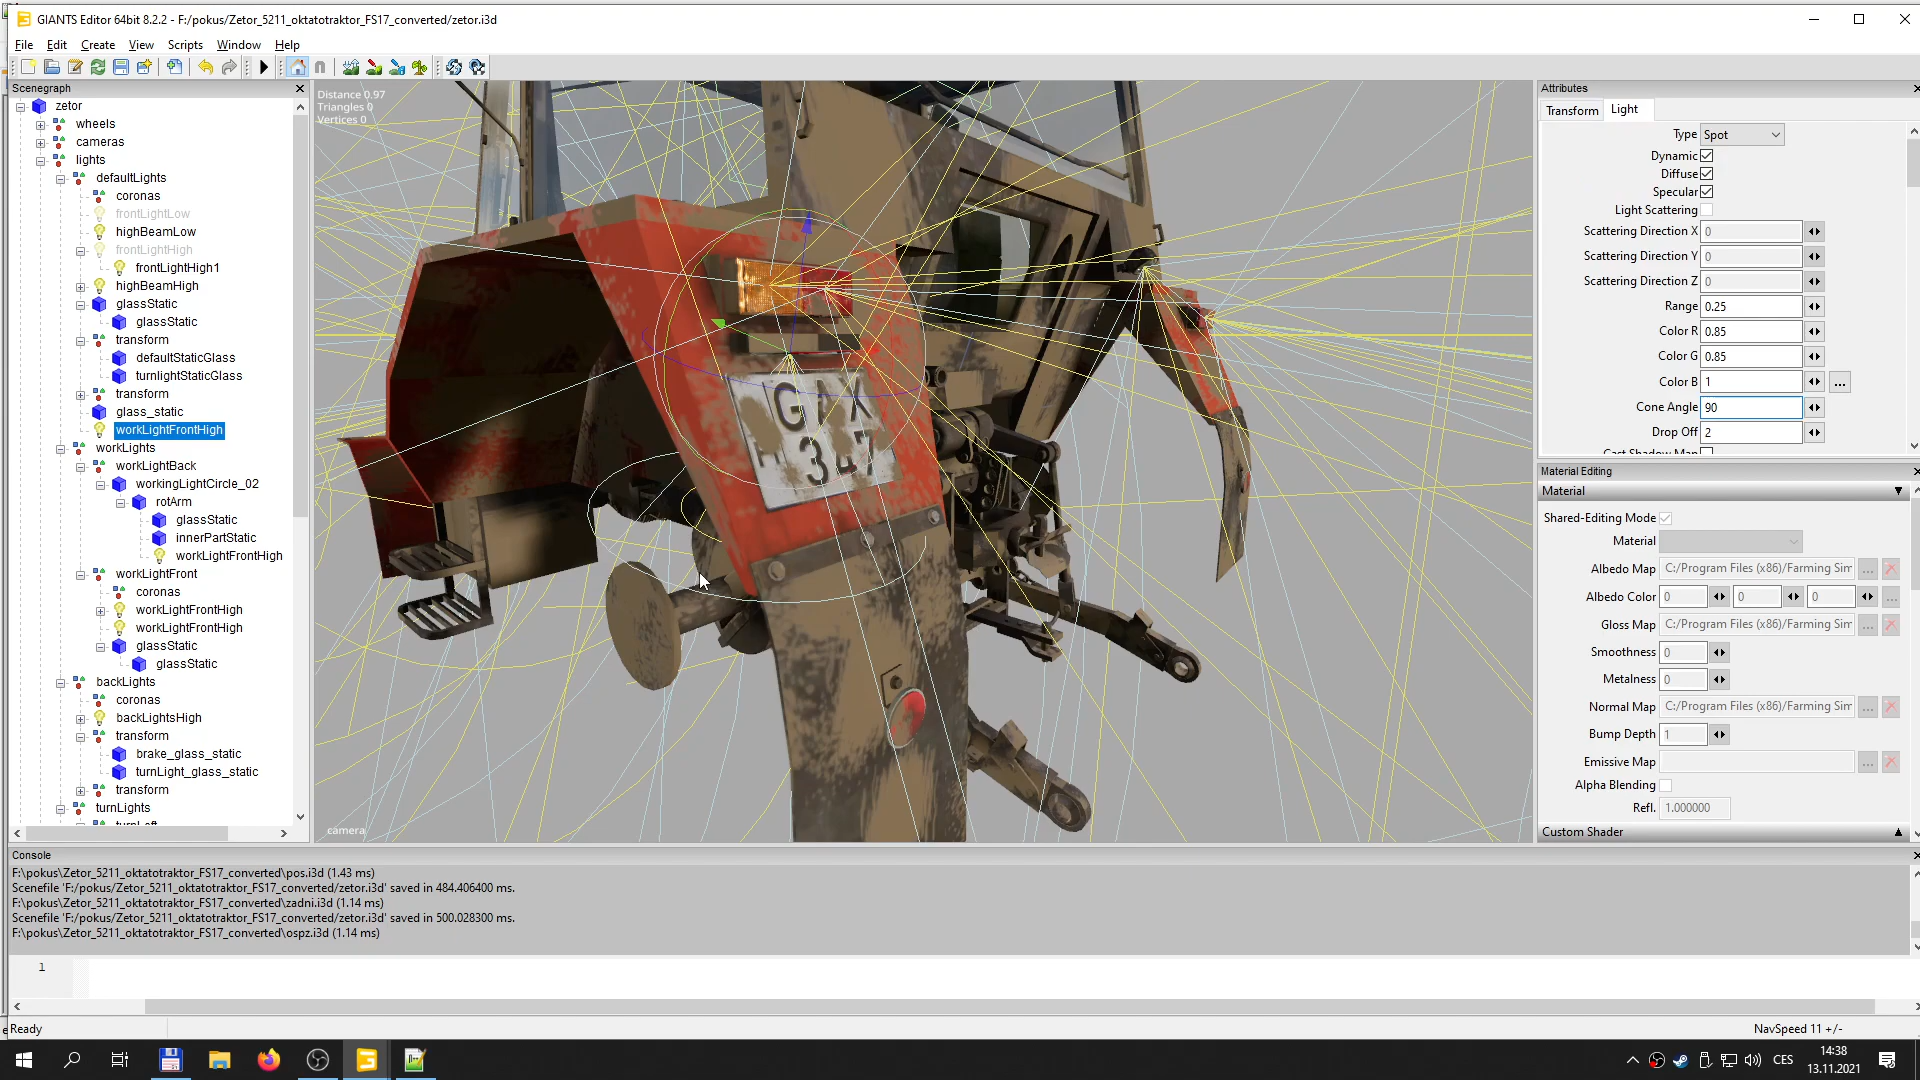 GIANTS Editor 64bit 8.2.2 - F:/pokus/Zetor_5211_oktatotraktor_FS17_converted/zetor.i3d
File Edit Create View Scripts Window Help
Scenegraph
zetor
wheels
cameras
lights
defaultLights
coronas
frontLightLow
highBeamLow
frontLightHigh
frontLightHigh1
highBeamHigh
glassStatic
glassStatic
transform
defaultStaticGlass
turnlightStaticGlass
transform
glass_static
workLightFrontHigh
workLights
workLightBack
workingLightCircle_02
rotArm
glassStatic
innerPartStatic
workLightFrontHigh
workLightFront
coronas
workLightFrontHigh
workLightFrontHigh
glassStatic
glassStatic
backLights
coronas
backLightsHigh
transform
brake_glass_static
turnLight_glass_static
transform
turnLights
turnLeft
Distance 0.97
Triangles 0
Vertices 0
camera
Attributes
Transform Light
Type Spot
Dynamic
Diffuse
Specular
Light Scattering
Scattering Direction X 0
Scattering Direction Y 0
Scattering Direction Z 0
Range 0.25
Color R 0.85
Color G 0.85
Color B 1 ...
Cone Angle 90
Drop Off 2
Cast Shadow Map
Material Editing
Material
Shared-Editing Mode
Material
Albedo Map C:/Program Files (x86)/Farming Sim ...
Albedo Color 0 0 0 ...
Gloss Map C:/Program Files (x86)/Farming Sim ...
Smoothness 0
Metalness 0
Normal Map C:/Program Files (x86)/Farming Sim ...
Bump Depth 1
Emissive Map ...
Alpha Blending
Refl. 1.000000
Custom Shader
Console
F:\pokus\Zetor_5211_oktatotraktor_FS17_converted\pos.i3d (1.43 ms)
Scenefile 'F:/pokus/Zetor_5211_oktatotraktor_FS17_converted/zetor.i3d' saved in 484.406400 ms.
F:\pokus\Zetor_5211_oktatotraktor_FS17_converted\zadni.i3d (1.14 ms)
Scenefile 'F:/pokus/Zetor_5211_oktatotraktor_FS17_converted/zetor.i3d' saved in 500.028300 ms.
F:\pokus\Zetor_5211_oktatotraktor_FS17_converted\ospz.i3d (1.14 ms)
1
Ready
NavSpeed 11 +/-
CES
14:38
13.11.2021